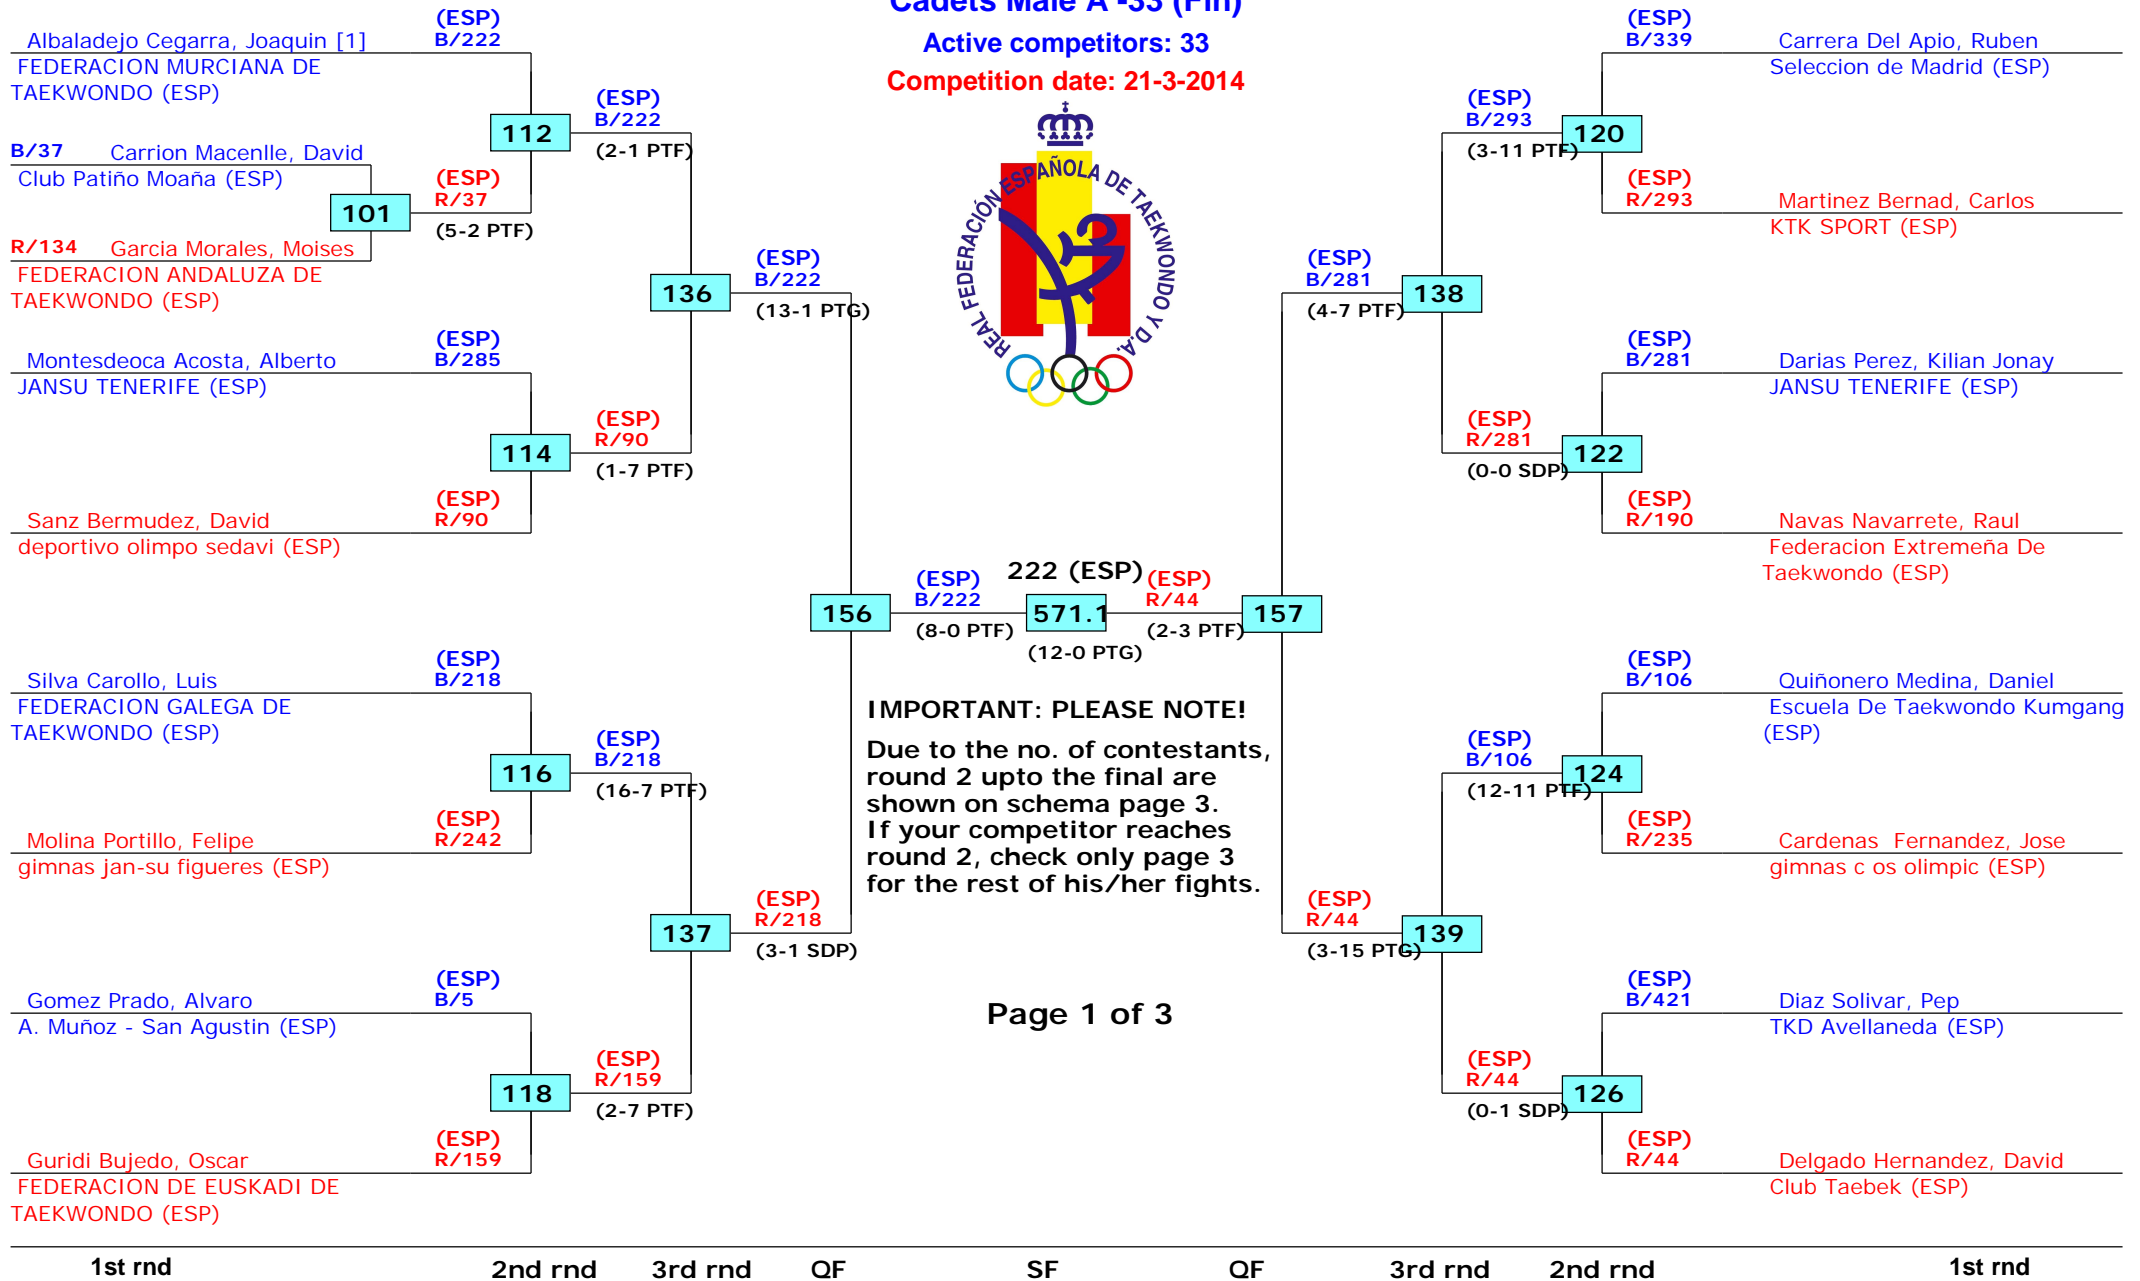 Cadets Male A -33 (Fin)
Active competitors: 33
Competition date: 21-3-2014
REAL FEDERACIÓN ESPAÑOLA DE TAEKWONDO Y D.A.
(ESP)
Albaladejo Cegarra, Joaquin [1] B/222
FEDERACION MURCIANA DE
TAEKWONDO (ESP)
B/37 Carrion Macenlle, David
Club Patiño Moaña (ESP)
R/134 Garcia Morales, Moises
FEDERACION ANDALUZA DE
TAEKWONDO (ESP)
101
(ESP)
R/37
(5-2 PTF)
112
(ESP)
B/222
(2-1 PTF)
(ESP)
Montesdeoca Acosta, Alberto B/285
JANSU TENERIFE (ESP)
(ESP)
Sanz Bermudez, David R/90
deportivo olimpo sedavi (ESP)
114
(ESP)
R/90
(1-7 PTF)
136
(ESP)
B/222
(13-1 PTG)
(ESP)
Silva Carollo, Luis B/218
FEDERACION GALEGA DE
TAEKWONDO (ESP)
(ESP)
Molina Portillo, Felipe R/242
gimnas jan-su figueres (ESP)
116
(ESP)
B/218
(16-7 PTF)
(ESP)
Gomez Prado, Alvaro B/5
A. Muñoz - San Agustin (ESP)
(ESP)
Guridi Bujedo, Oscar R/159
FEDERACION DE EUSKADI DE
TAEKWONDO (ESP)
118
(ESP)
R/159
(2-7 PTF)
137
(ESP)
R/218
(3-1 SDP)
156
(ESP)
B/222
(8-0 PTF)
222 (ESP)
571.1
(12-0 PTG)
(ESP)
R/44
(2-3 PTF)
157
IMPORTANT: PLEASE NOTE!
Due to the no. of contestants,
round 2 upto the final are
shown on schema page 3.
If your competitor reaches
round 2, check only page 3
for the rest of his/her fights.
Page 1 of 3
(ESP)
B/281
(4-7 PTF)
138
(ESP)
B/293
(3-11 PTF)
120
(ESP)
B/339 Carrera Del Apio, Ruben
Seleccion de Madrid (ESP)
(ESP)
R/293 Martinez Bernad, Carlos
KTK SPORT (ESP)
(ESP)
R/281
(0-0 SDP)
122
(ESP)
B/281 Darias Perez, Kilian Jonay
JANSU TENERIFE (ESP)
(ESP)
R/190 Navas Navarrete, Raul
Federacion Extremeña De
Taekwondo (ESP)
(ESP)
R/44
(3-15 PTG)
139
(ESP)
B/106
(12-11 PTF)
124
(ESP)
B/106 Quiñonero Medina, Daniel
Escuela De Taekwondo Kumgang
(ESP)
(ESP)
R/235 Cardenas Fernandez, Jose
gimnas c os olimpic (ESP)
(ESP)
R/44
(0-1 SDP)
126
(ESP)
B/421 Diaz Solivar, Pep
TKD Avellaneda (ESP)
(ESP)
R/44 Delgado Hernandez, David
Club Taebek (ESP)
1st rnd 2nd rnd 3rd rnd QF SF QF 3rd rnd 2nd rnd 1st rnd